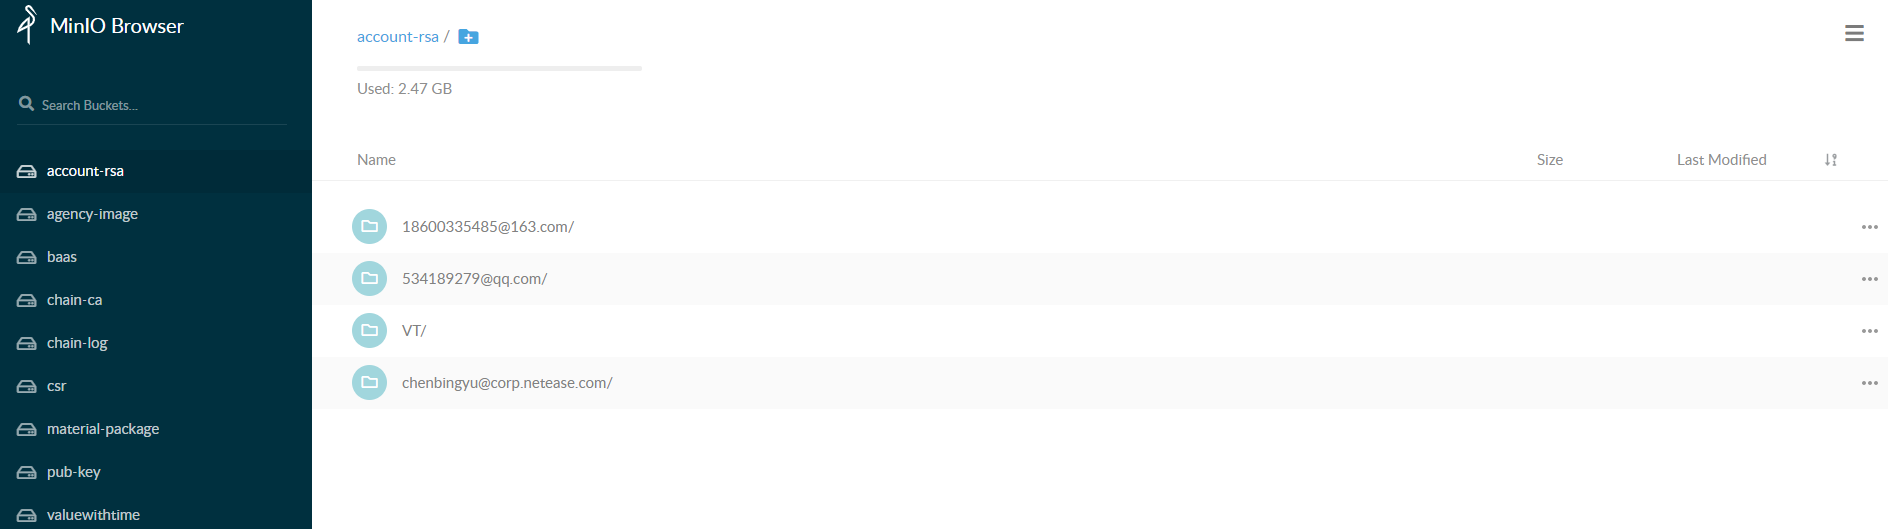 MinIO Browser
Search Buckets...
account-rsa
agency-image
baas
chain-ca
chain-log
csr
material-package
pub-key
valuewithtime
account-rsa /
Used: 2.47 GB
Name Size Last Modified
18600335485@163.com/
534189279@qq.com/
VT/
chenbingyu@corp.netease.com/